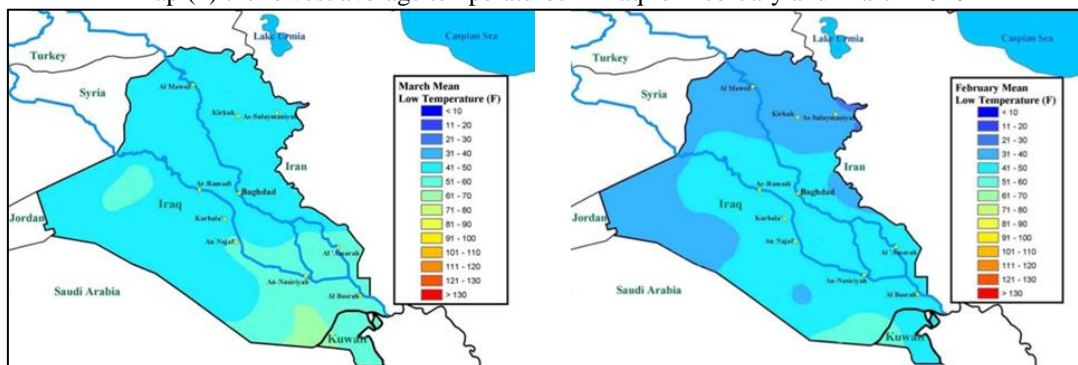 the lowest average temperatures
Lake Urmia
Caspian Sea
Turkey
Syria
Al Mawsil
Kirkuk
As-Sulaymaniyah
Iran
Ar-Ramadi
Baghdad
Iraq
Karbala'
Jordan
An-Najaf
Al 'Amarah
An-Nasiriyah
Saudi Arabia
Al Basrah
Kuwait
March Mean
Low Temperature (F)
< 10
11 - 20
21 - 30
31 - 40
41 - 50
51 - 60
61 - 70
71 - 80
81 - 90
91 - 100
101 - 110
111 - 120
121 - 130
> 130
Lake Urmia
Caspian Sea
Turkey
Syria
Al Mawsil
Kirkuk
As-Sulaymaniyah
Iran
Ar-Ramadi
Baghdad
Iraq
Karbala'
Jordan
An-Najaf
Al 'Amarah
An-Nasiriyah
Saudi Arabia
Al Basrah
Kuwait
February Mean
Low Temperature (F)
< 10
11 - 20
21 - 30
31 - 40
41 - 50
51 - 60
61 - 70
71 - 80
81 - 90
91 - 100
101 - 110
111 - 120
121 - 130
> 130